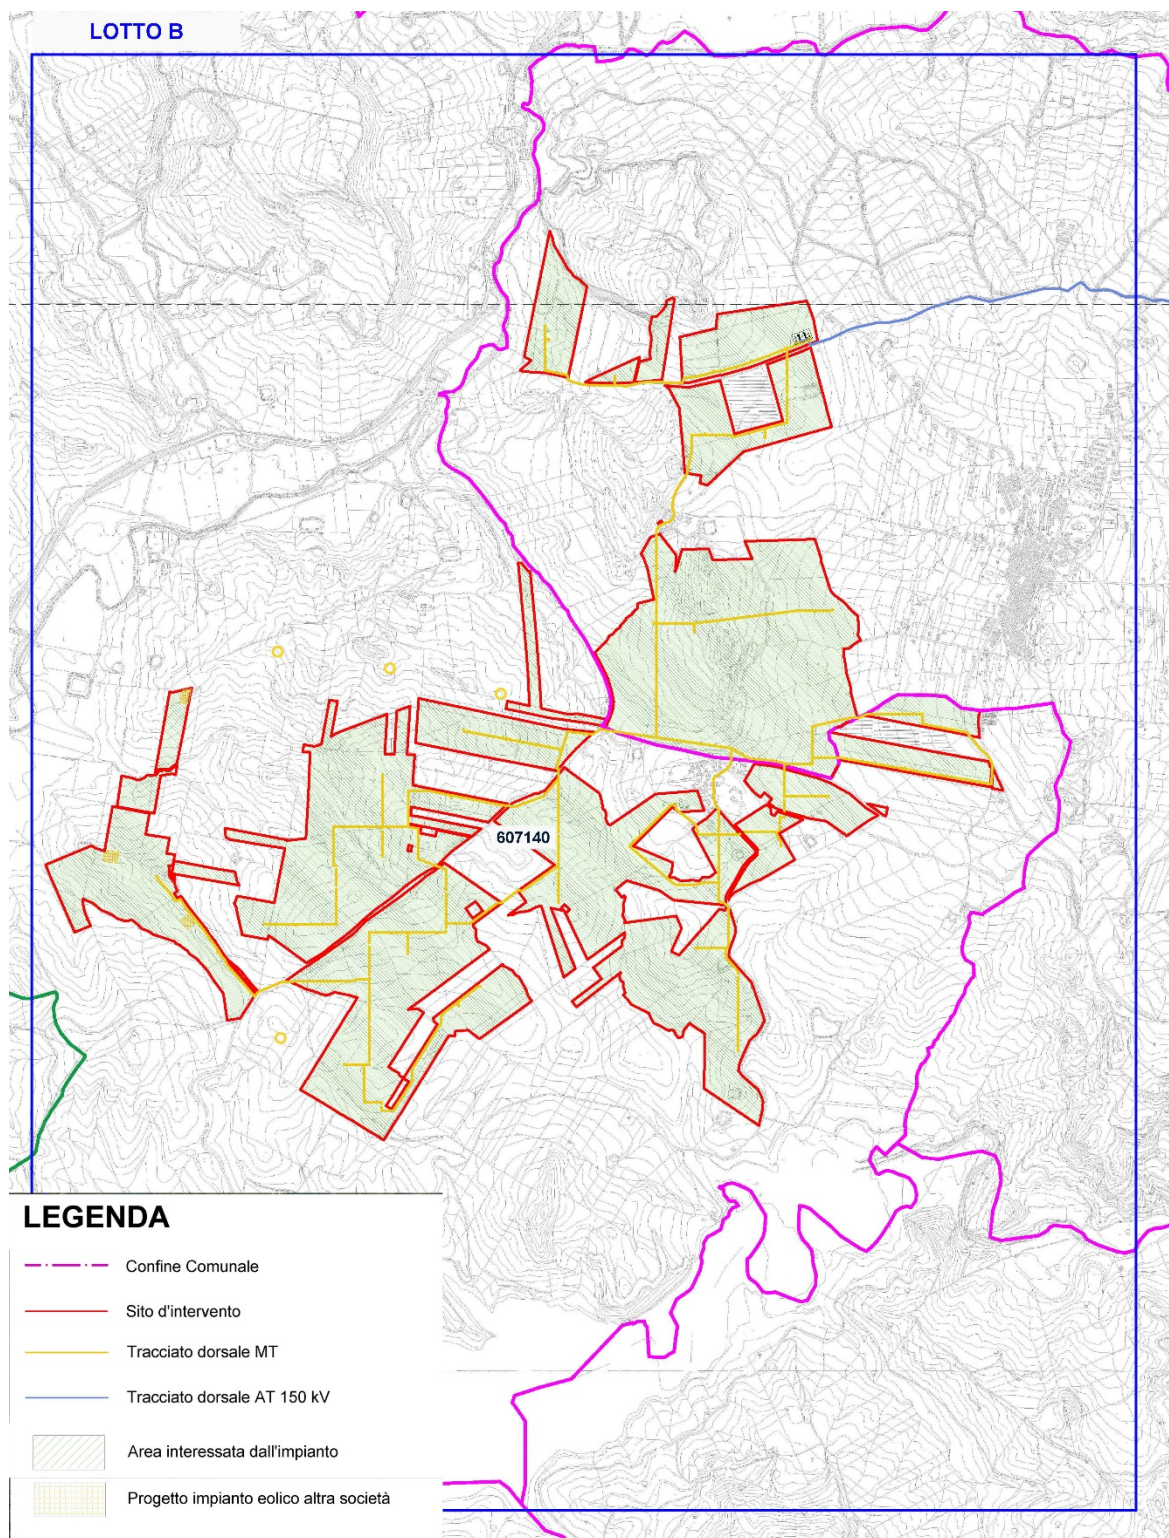 LOTTO B
607140
LEGENDA
Confine Comunale
Sito d'intervento
Tracciato dorsale MT
Tracciato dorsale AT 150 kV
Area interessata dall'impianto
Progetto impianto eolico altra società